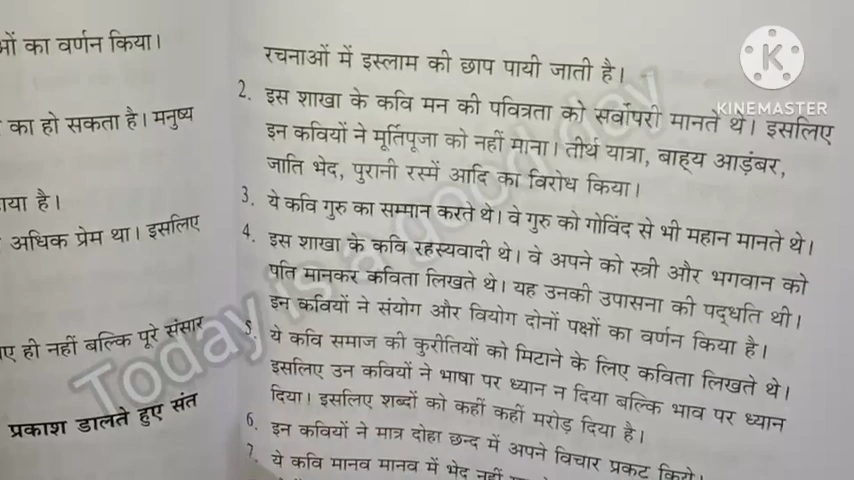 ओं का वर्णन किया।
का हो सकता है। मनुष्य
है।
अधिक प्रेम था। इसलिए
ही नहीं बल्कि पूरे संसार
प्रकाश डालते हुए संत
रचनाओं में इस्लाम की छाप पायी जाती है।
2. इस शाखा के कवि मन की पवित्रता को सर्वोपरी मानते थे। इसलिए
इन कवियों ने मूर्तिपूजा को नहीं माना। तीर्थ यात्रा, बाह्य आड़ंबर,
जाति भेद, पुरानी रस्में आदि का विरोध किया।
3. ये कवि गुरु का सम्मान करते थे। वे गुरु को गोविंद से भी महान मानते थे।
4. इस शाखा के कवि रहस्यवादी थे। वे अपने को स्त्री और भगवान को
पति मानकर कविता लिखते थे। यह उनकी उपासना की पद्धति थी।
इन कवियों ने संयोग और वियोग दोनों पक्षों का वर्णन किया है।
5. ये कवि समाज की कुरीतियों को मिटाने के लिए कविता लिखते थे।
इसलिए उन कवियों ने भाषा पर ध्यान न दिया बल्कि भाव पर ध्यान
दिया। इसलिए शब्दों को कहीं कहीं मरोड़ दिया है।
6. इन कवियों ने मात्र दोहा छन्द में अपने विचार प्रकट किये।
7. ये कवि मानव मानव में भेद नहीं
Today is a good day
K
KINEMASTER